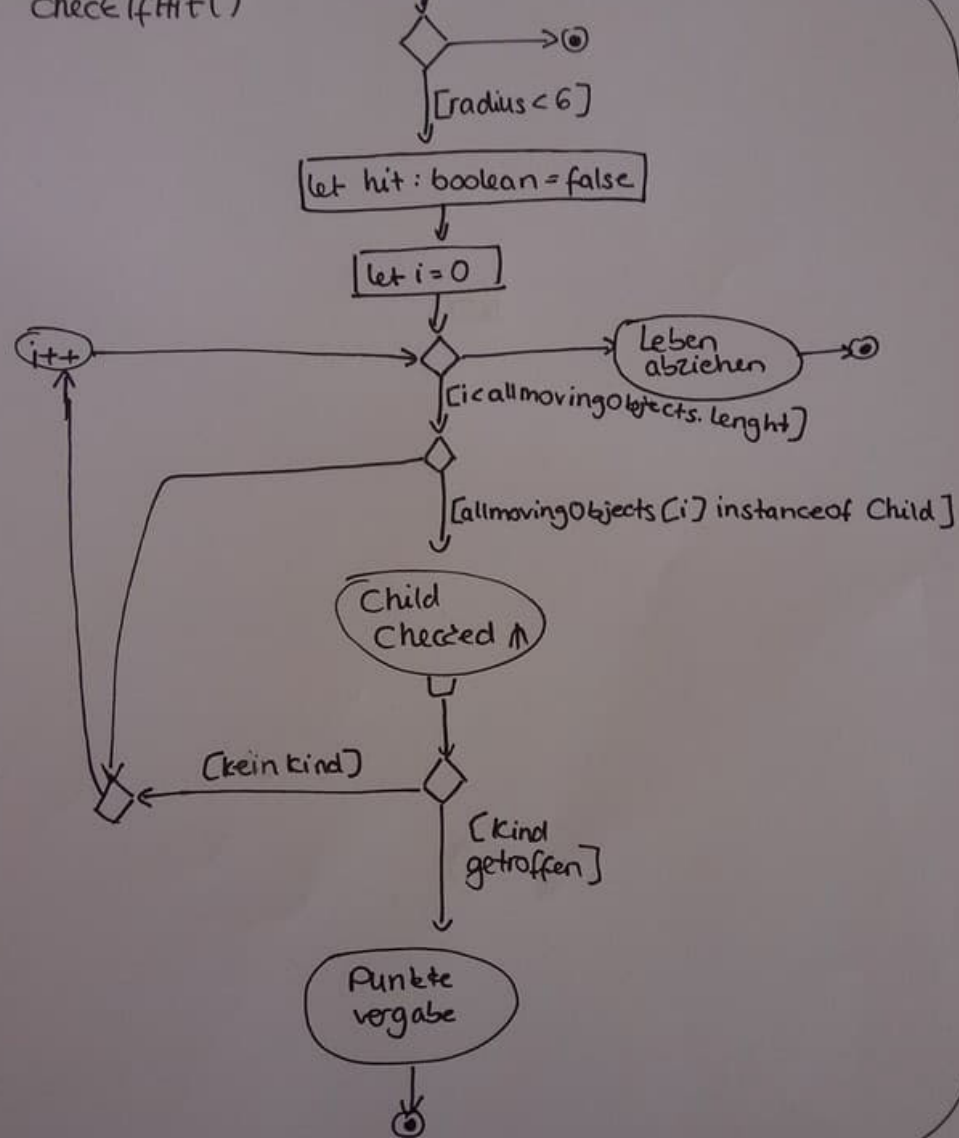 checkIfHit()
[radius < 6]
let hit : boolean = false
let i = 0
i++
Leben
abziehen
[i < allmovingObjects. Lenght]
[allmovingObjects [i] instanceof Child]
Child
[kein kind]
[Kind
getroffen]
Punkte
vergabe